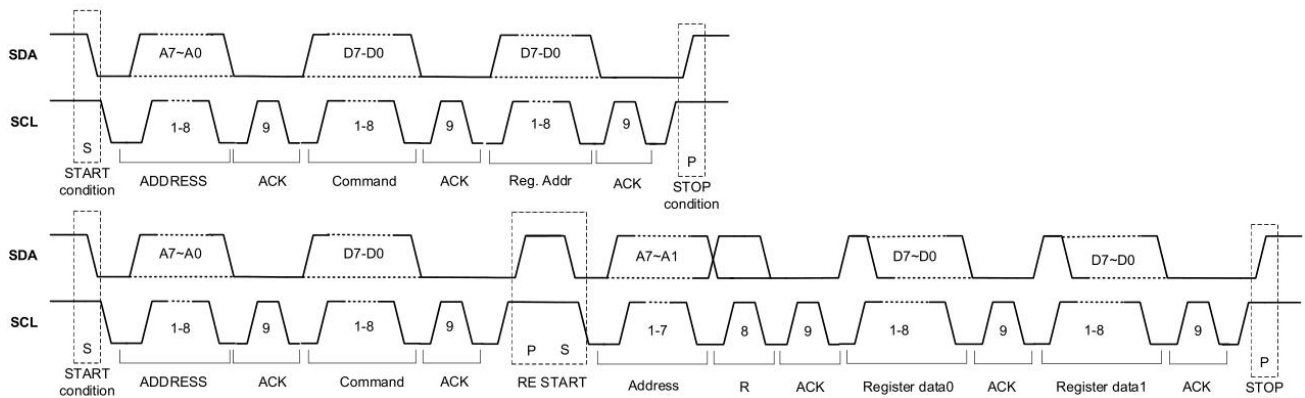 SDA A7~A0 D7-D0 D7-D0
SCL 1-8 9 1-8 9 1-8 9
S P
START condition ADDRESS ACK Command ACK Reg. Addr ACK STOP condition
SDA A7~A0 D7-D0 A7~A1 D7~D0 D7~D0
SCL 1-8 9 1-8 9 1-7 8 9 1-8 9 1-8 9
S P S P
START condition ADDRESS ACK Command ACK RE START Address R ACK Register data0 ACK Register data1 ACK STOP